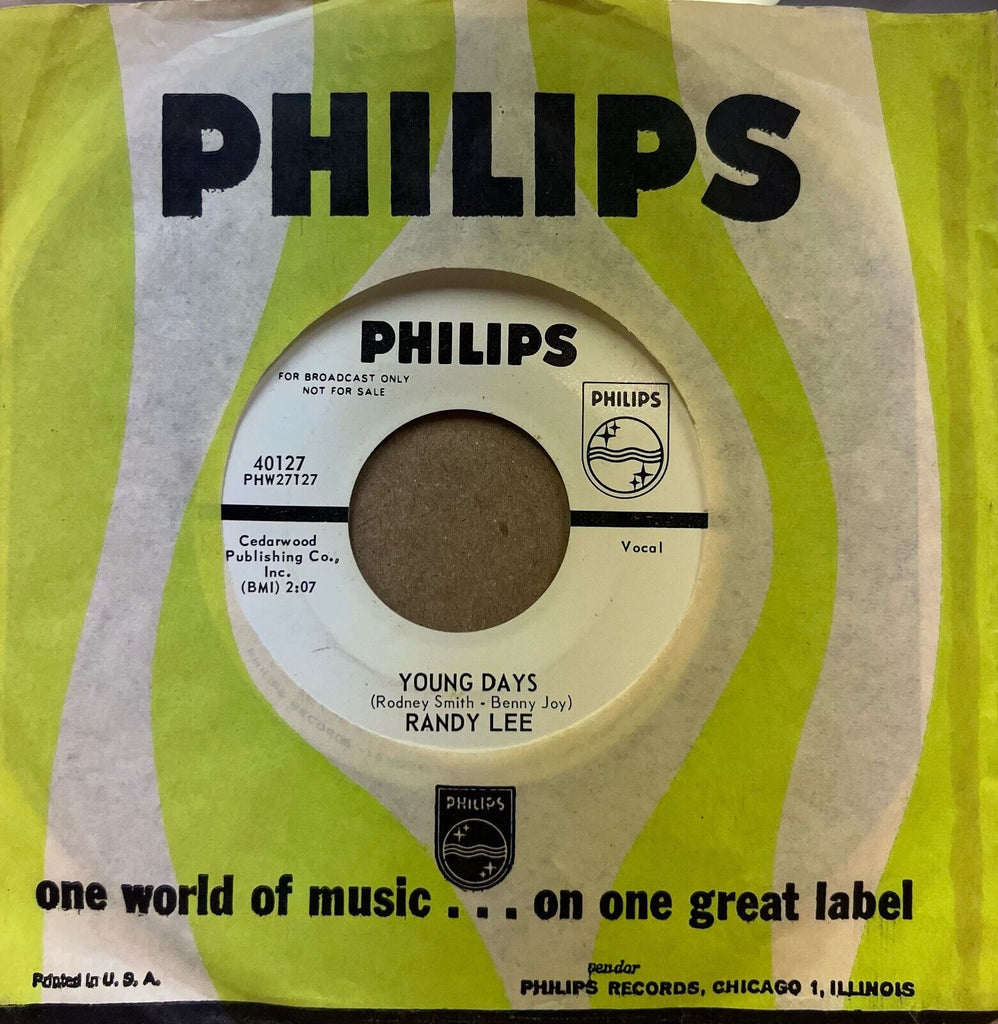 PHILIPS
PHILIPS
FOR BROADCAST ONLY
NOT FOR SALE
PHILIPS
40127
PHW27127
Cedarwood
Publishing Co.,
Inc.
(BMI) 2:07
Vocal
YOUNG DAYS
(Rodney Smith - Benny Joy)
RANDY LEE
PHILIPS
one world of music . . . on one great label
Printed in U. S. A.
vendor
PHILIPS RECORDS, CHICAGO 1, ILLINOIS